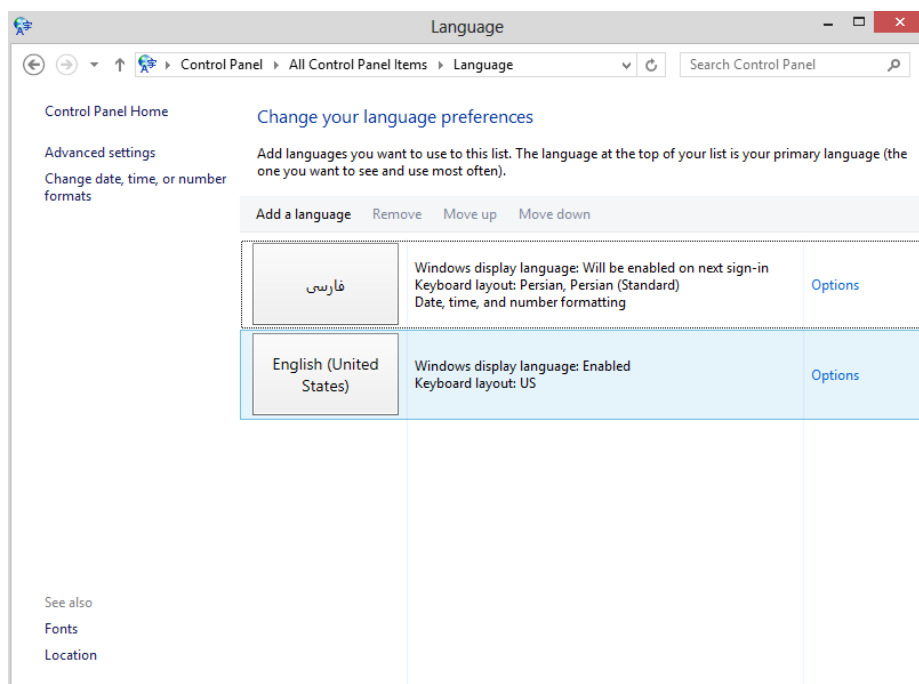 Language
Control Panel All Control Panel Items Language
Search Control Panel
Control Panel Home
Advanced settings
Change date, time, or number
formats
Change your language preferences
Add languages you want to use to this list. The language at the top of your list is your primary language (the
one you want to see and use most often).
Add a language Remove Move up Move down
فارسی
Windows display language: Will be enabled on next sign-in
Keyboard layout: Persian, Persian (Standard)
Date, time, and number formatting
Options
English (United
States)
Windows display language: Enabled
Keyboard layout: US
Options
See also
Fonts
Location